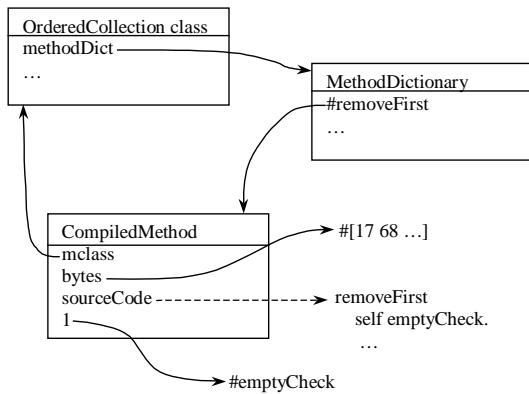 OrderedCollection class
methodDict
…
MethodDictionary
#removeFirst
…
CompiledMethod
mclass
bytes
sourceCode
1
#[17 68 …]
removeFirst
self emptyCheck.
…
#emptyCheck